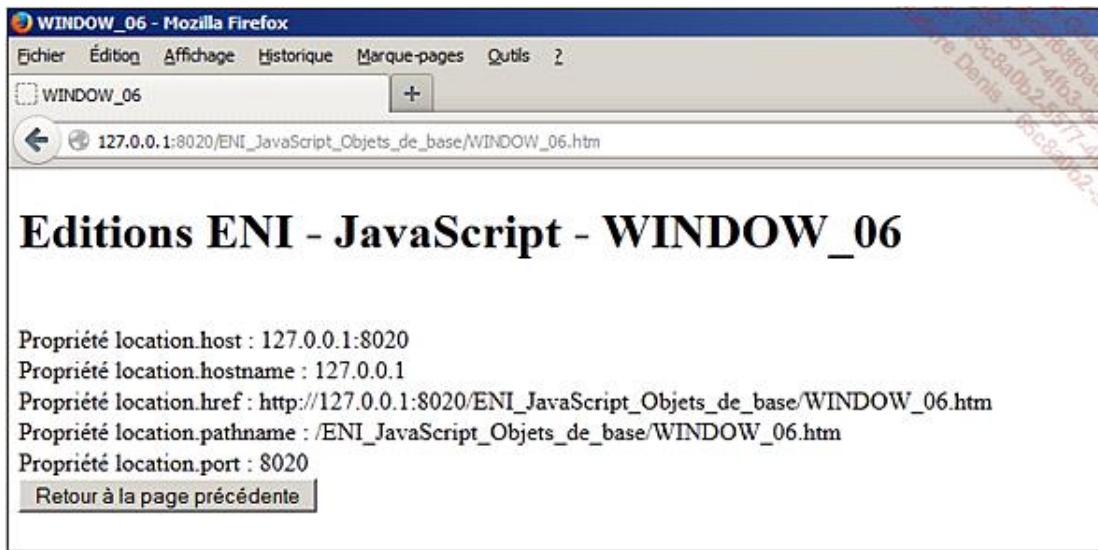 WINDOW_06 - Mozilla Firefox
Fichier Édition Affichage Historique Marque-pages Outils ?
WINDOW_06 +
127.0.0.1:8020/ENI_JavaScript_Objets_de_base/WINDOW_06.htm
Editions ENI - JavaScript - WINDOW_06
Propriété location.host : 127.0.0.1:8020
Propriété location.hostname : 127.0.0.1
Propriété location.href : http://127.0.0.1:8020/ENI_JavaScript_Objets_de_base/WINDOW_06.htm
Propriété location.pathname : /ENI_JavaScript_Objets_de_base/WINDOW_06.htm
Propriété location.port : 8020
Retour à la page précédente